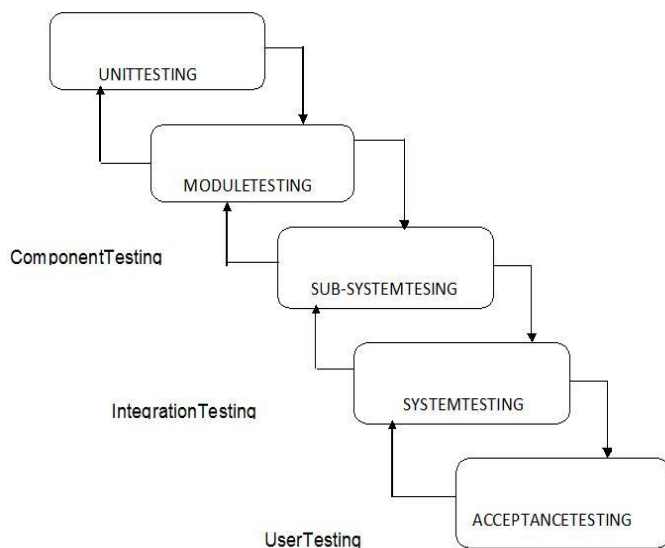 UNITTESTING
MODULETESTING
ComponentTesting
SUB-SYSTEMTESING
IntegrationTesting
SYSTEMTESTING
ACCEPTANCETESTING
UserTesting